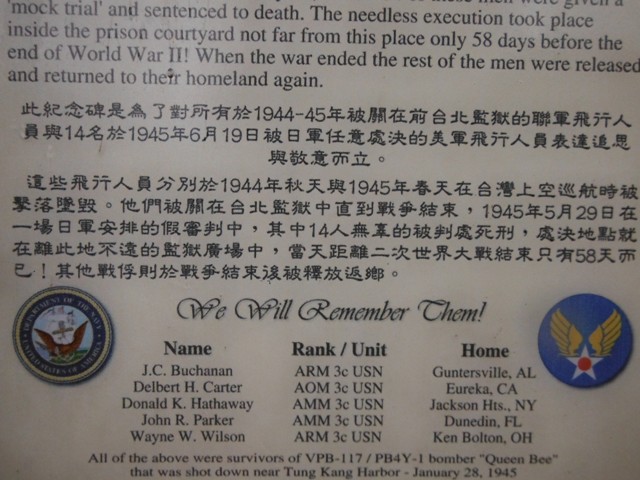 'mock trial' and sentenced to death. The needless execution took place
inside the prison courtyard not far from this place only 58 days before the
end of World War II! When the war ended the rest of the men were released
and returned to their homeland again.
此紀念碑是為了對所有於1944-45年被關在前台北監獄的聯軍飛行人
員與14名於1945年6月19日被日軍任意處決的美軍飛行人員表達追思
與敬意而立。
這些飛行人員分別於1944年秋天與1945年春天在台灣上空巡航時被
擊落墜毀。他們被關在台北監獄中直到戰爭結束，1945年5月29日在
一場日軍安排的假審判中，其中14人無辜的被判處死刑，處決地點就
在離此地不遠的監獄廣場中，當天距離二次世界大戰結束只有58天而
已！其他戰俘則於戰爭結束後被釋放返鄉。
We Will Remember Them!
Name Rank / Unit Home
J.C. Buchanan ARM 3c USN Guntersville, AL
Delbert H. Carter AOM 3c USN Eureka, CA
Donald K. Hathaway AMM 3c USN Jackson Hts., NY
John R. Parker AMM 3c USN Dunedin, FL
Wayne W. Wilson ARM 3c USN Ken Bolton, OH
All of the above were survivors of VPB-117 / PB4Y-1 bomber "Queen Bee"
that was shot down near Tung Kang Harbor - January 28, 1945
DEPARTMENT OF THE NAVY
UNITED STATES OF AMERICA